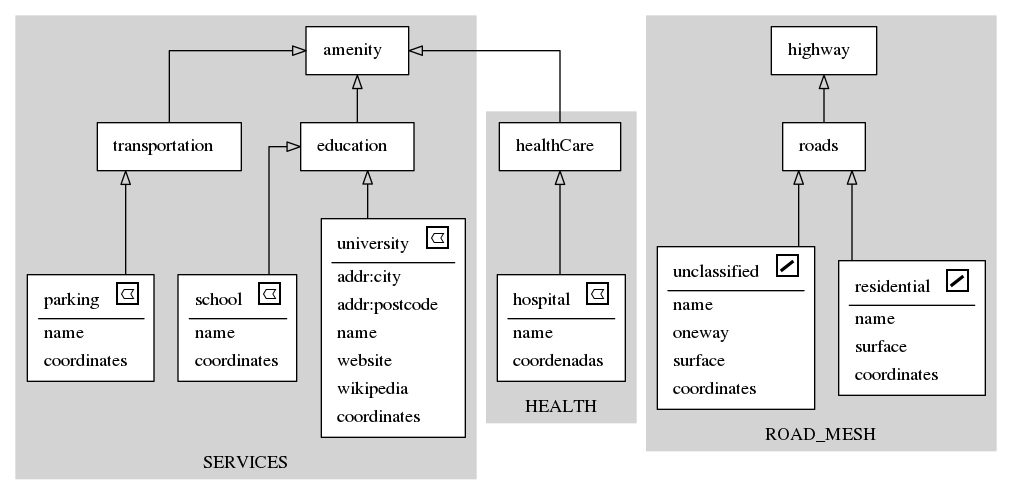 amenity
highway
transportation
education
healthCare
roads
university
addr:city
addr:postcode
name
website
wikipedia
coordinates
parking
name
coordinates
school
name
coordinates
hospital
name
coordenadas
unclassified
name
oneway
surface
coordinates
residential
name
surface
coordinates
SERVICES
HEALTH
ROAD_MESH